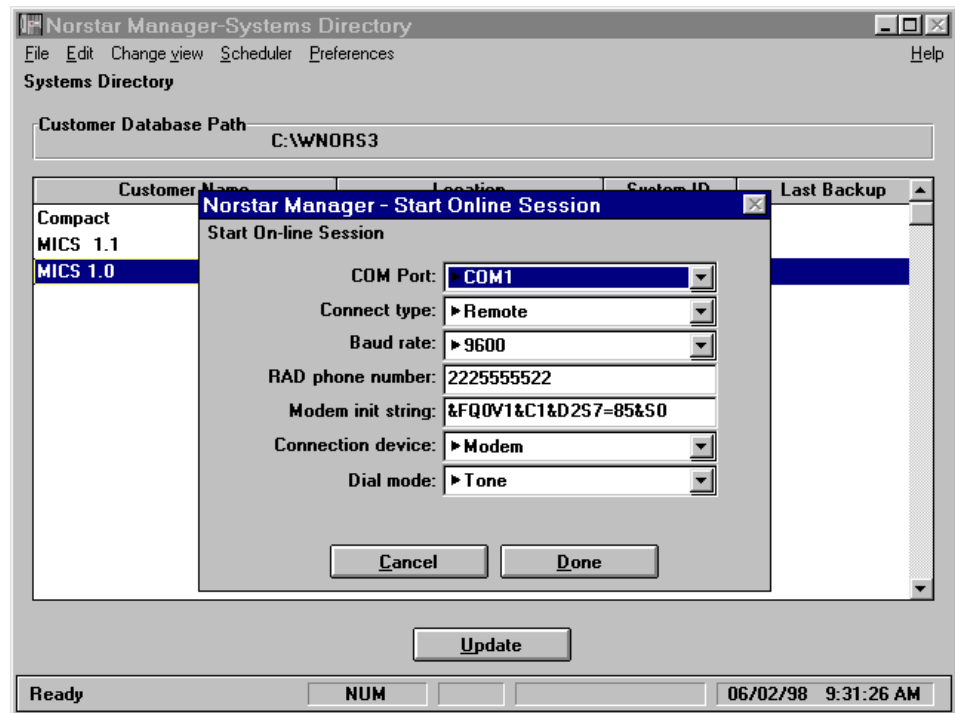 Norstar Manager-Systems Directory
File Edit Change view Scheduler Preferences Help
Systems Directory
Customer Database Path
C:\WNORS3
Customer Name Location System ID Last Backup
Compact
MICS 1.1
MICS 1.0
Norstar Manager - Start Online Session
Start On-line Session
COM Port: COM1
Connect type: Remote
Baud rate: 9600
RAD phone number: 2225555522
Modem init string: &FQ0V1&C1&D2S7=85&S0
Connection device: Modem
Dial mode: Tone
Cancel Done
Update
Ready NUM 06/02/98 9:31:26 AM